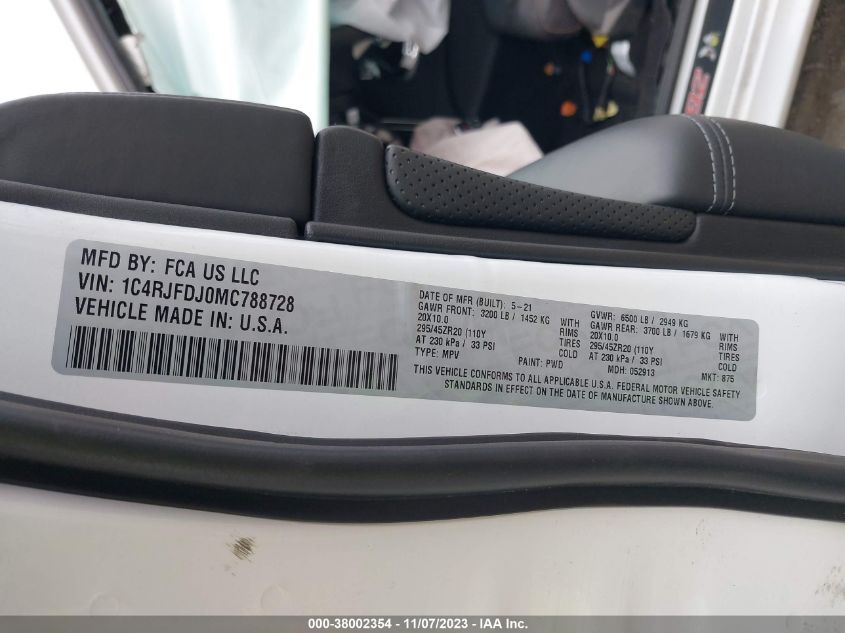 MFD BY: FCA US LLC
VIN: 1C4RJFDJ0MC788728
VEHICLE MADE IN: U.S.A.
DATE OF MFR (BUILT): 5-21
GAWR FRONT: 3200 LB / 1452 KG WITH
20X10.0 RIMS
295/45ZR20 (110Y TIRES
AT 230 kPa / 33 PSI COLD
TYPE: MPV PAINT: PWD
GVWR: 6500 LB / 2949 KG
GAWR REAR: 3700 LB / 1679 KG WITH
20X10.0 RIMS
295/45ZR20 (110Y TIRES
AT 230 kPa / 33 PSI COLD
MDH: 052913 MKT: 875
THIS VEHICLE CONFORMS TO ALL APPLICABLE U.S.A. FEDERAL MOTOR VEHICLE SAFETY
STANDARDS IN EFFECT ON THE DATE OF MANUFACTURE SHOWN ABOVE.
000-38002354 - 11/07/2023 - IAA Inc.